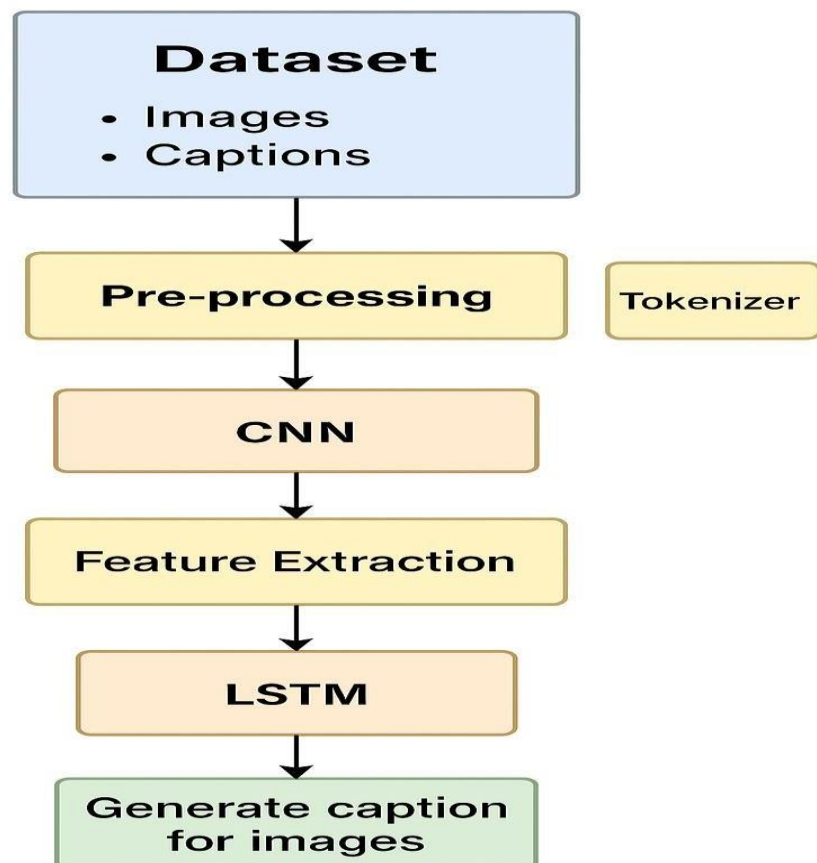 Dataset
• Images
• Captions
Pre-processing
Tokenizer
CNN
Feature Extraction
LSTM
Generate caption
for images